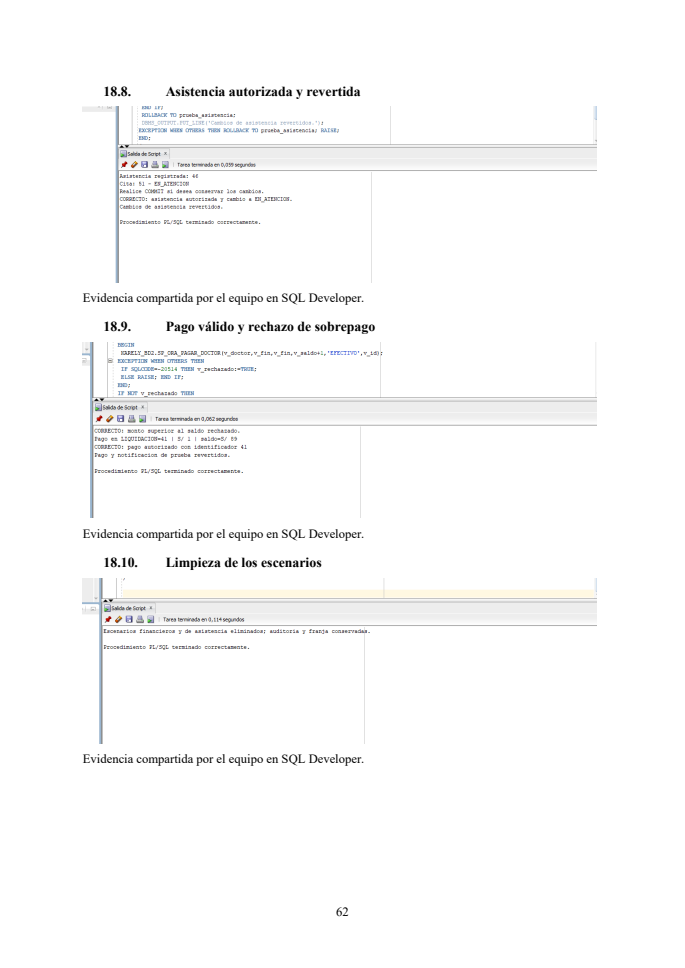 18.8. Asistencia autorizada y revertida
END IF;
ROLLBACK TO prueba_asistencia;
DBMS_OUTPUT.PUT_LINE('Cambios de asistencia revertidos.');
EXCEPTION WHEN OTHERS THEN ROLLBACK TO prueba_asistencia; RAISE;
END;
Salida de Script ×
Tarea terminada en 0,059 segundos
Asistencia registrada: 46
Cita: 61 - EN_ATENCION
Realice COMMIT si desea conservar los cambios.
CORRECTO: asistencia autorizada y cambio a EN_ATENCION.
Cambios de asistencia revertidos.
Procedimiento PL/SQL terminado correctamente.
Evidencia compartida por el equipo en SQL Developer.
18.9. Pago válido y rechazo de sobrepago
BEGIN
KARELY_BD2.SP_ORA_PAGAR_DOCTOR(v_doctor,v_fin,v_fin,v_saldo+1,'EFECTIVO',v_id);
EXCEPTION WHEN OTHERS THEN
IF SQLCODE=-20514 THEN v_rechazado:=TRUE;
ELSE RAISE; END IF;
END;
IF NOT v_rechazado THEN
Salida de Script ×
Tarea terminada en 0,062 segundos
CORRECTO: monto superior al saldo rechazado.
Pago en LIQUIDACION=41 | S/ 1 | saldo=S/ 89
CORRECTO: pago autorizado con identificador 41
Pago y notificacion de prueba revertidos.
Procedimiento PL/SQL terminado correctamente.
Evidencia compartida por el equipo en SQL Developer.
18.10. Limpieza de los escenarios
Salida de Script ×
Tarea terminada en 0,114 segundos
Escenarios financieros y de asistencia eliminados; auditoria y franja conservadas.
Procedimiento PL/SQL terminado correctamente.
Evidencia compartida por el equipo en SQL Developer.
62